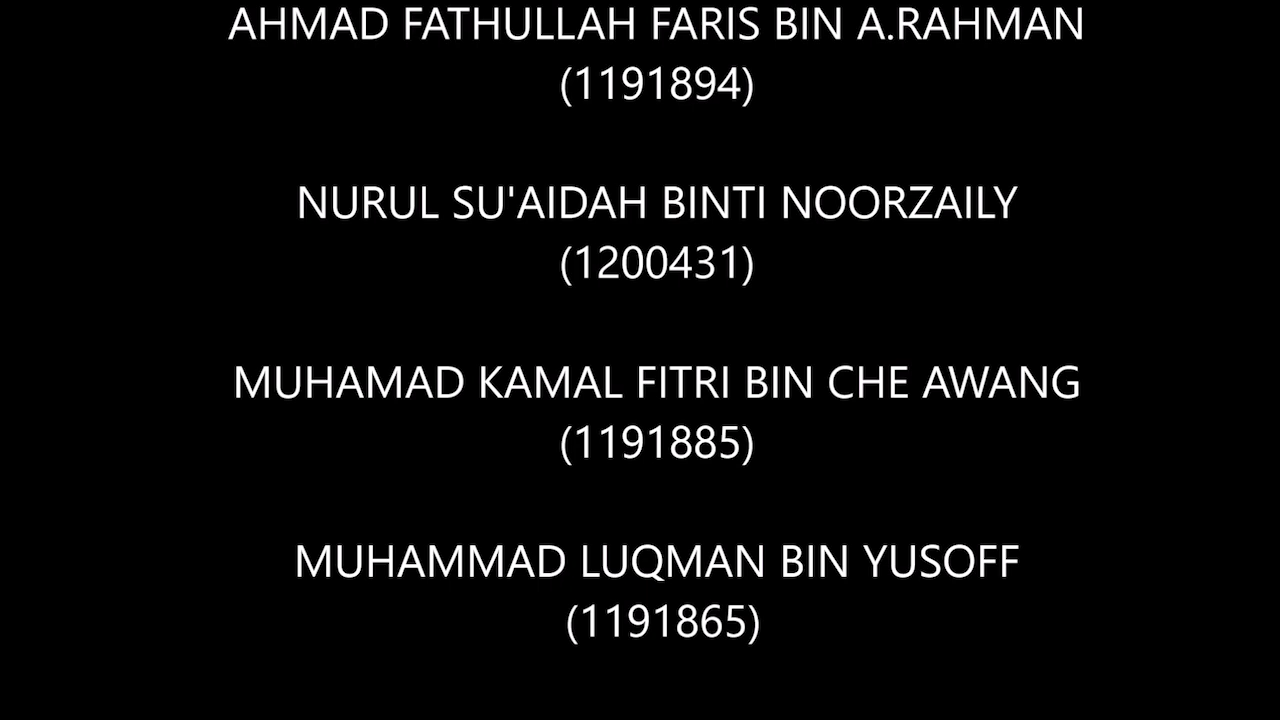 AHMAD FATHULLAH FARIS BIN A.RAHMAN
(1191894)
NURUL SU'AIDAH BINTI NOORZAILY
(1200431)
MUHAMAD KAMAL FITRI BIN CHE AWANG
(1191885)
MUHAMMAD LUQMAN BIN YUSOFF
(1191865)